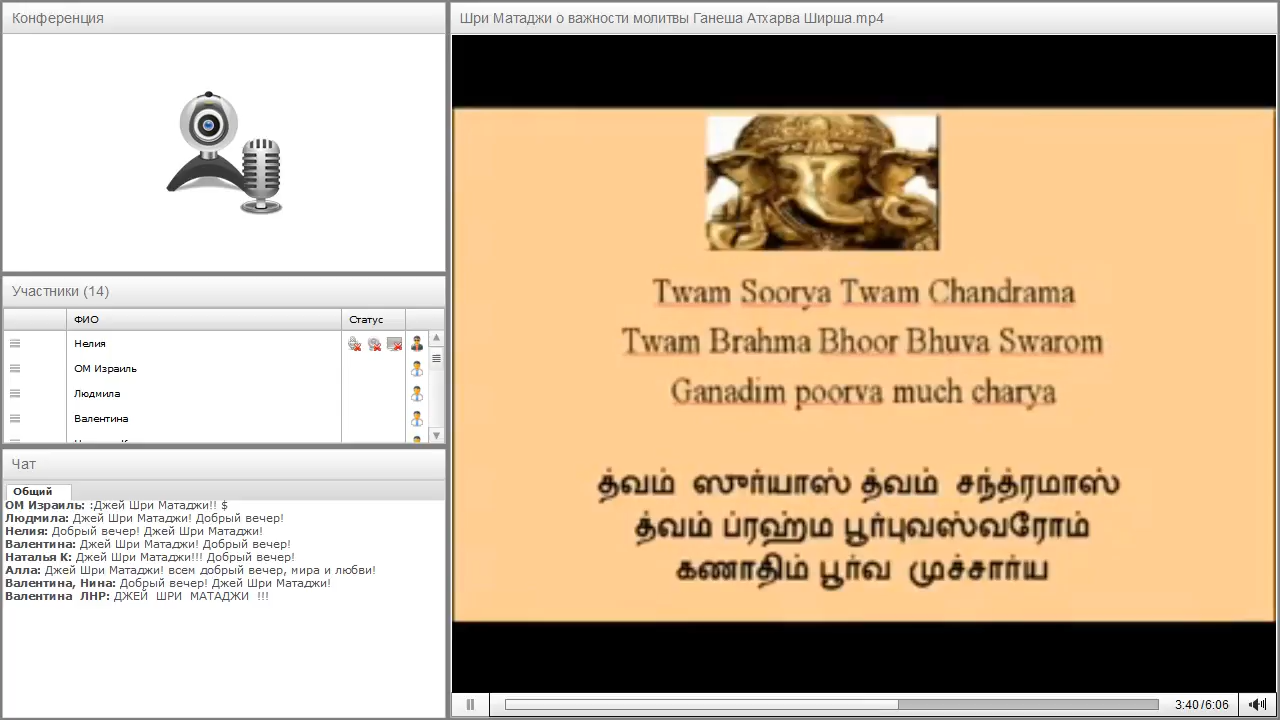 Конференция
Участники (14)
ФИО
Статус
Нелия
ОМ Израиль
Людмила
Валентина
Чат
Общий
ОМ Израиль: :Джей Шри Матаджи!! $
Людмила: Джей Шри Матаджи! Добрый вечер!
Нелия: Добрый вечер! Джей Шри Матаджи!
Валентина: Джей Шри Матаджи! Добрый вечер!
Наталья К: Джей Шри Матаджи!!! Добрый вечер!
Алла: Джей Шри Матаджи! всем добрый вечер, мира и любви!
Валентина, Нина: Добрый вечер! Джей Шри Матаджи!
Валентина ЛНР: ДЖЕЙ ШРИ МАТАДЖИ !!!
Шри Матаджи о важности молитвы Ганеша Атхарва Ширша.mp4
Twam Soorya Twam Chandrama
Twam Brahma Bhoor Bhuva Swarom
Ganadim poorva much charya
த்வம் ஸுர்யாஸ் த்வம் சந்த்ரமாஸ்
த்வம் ப்ரஹ்ம பூர்புவஸ்வரோம்
கணாதிம் பூர்வ முச்சார்ய
3:40/6:06